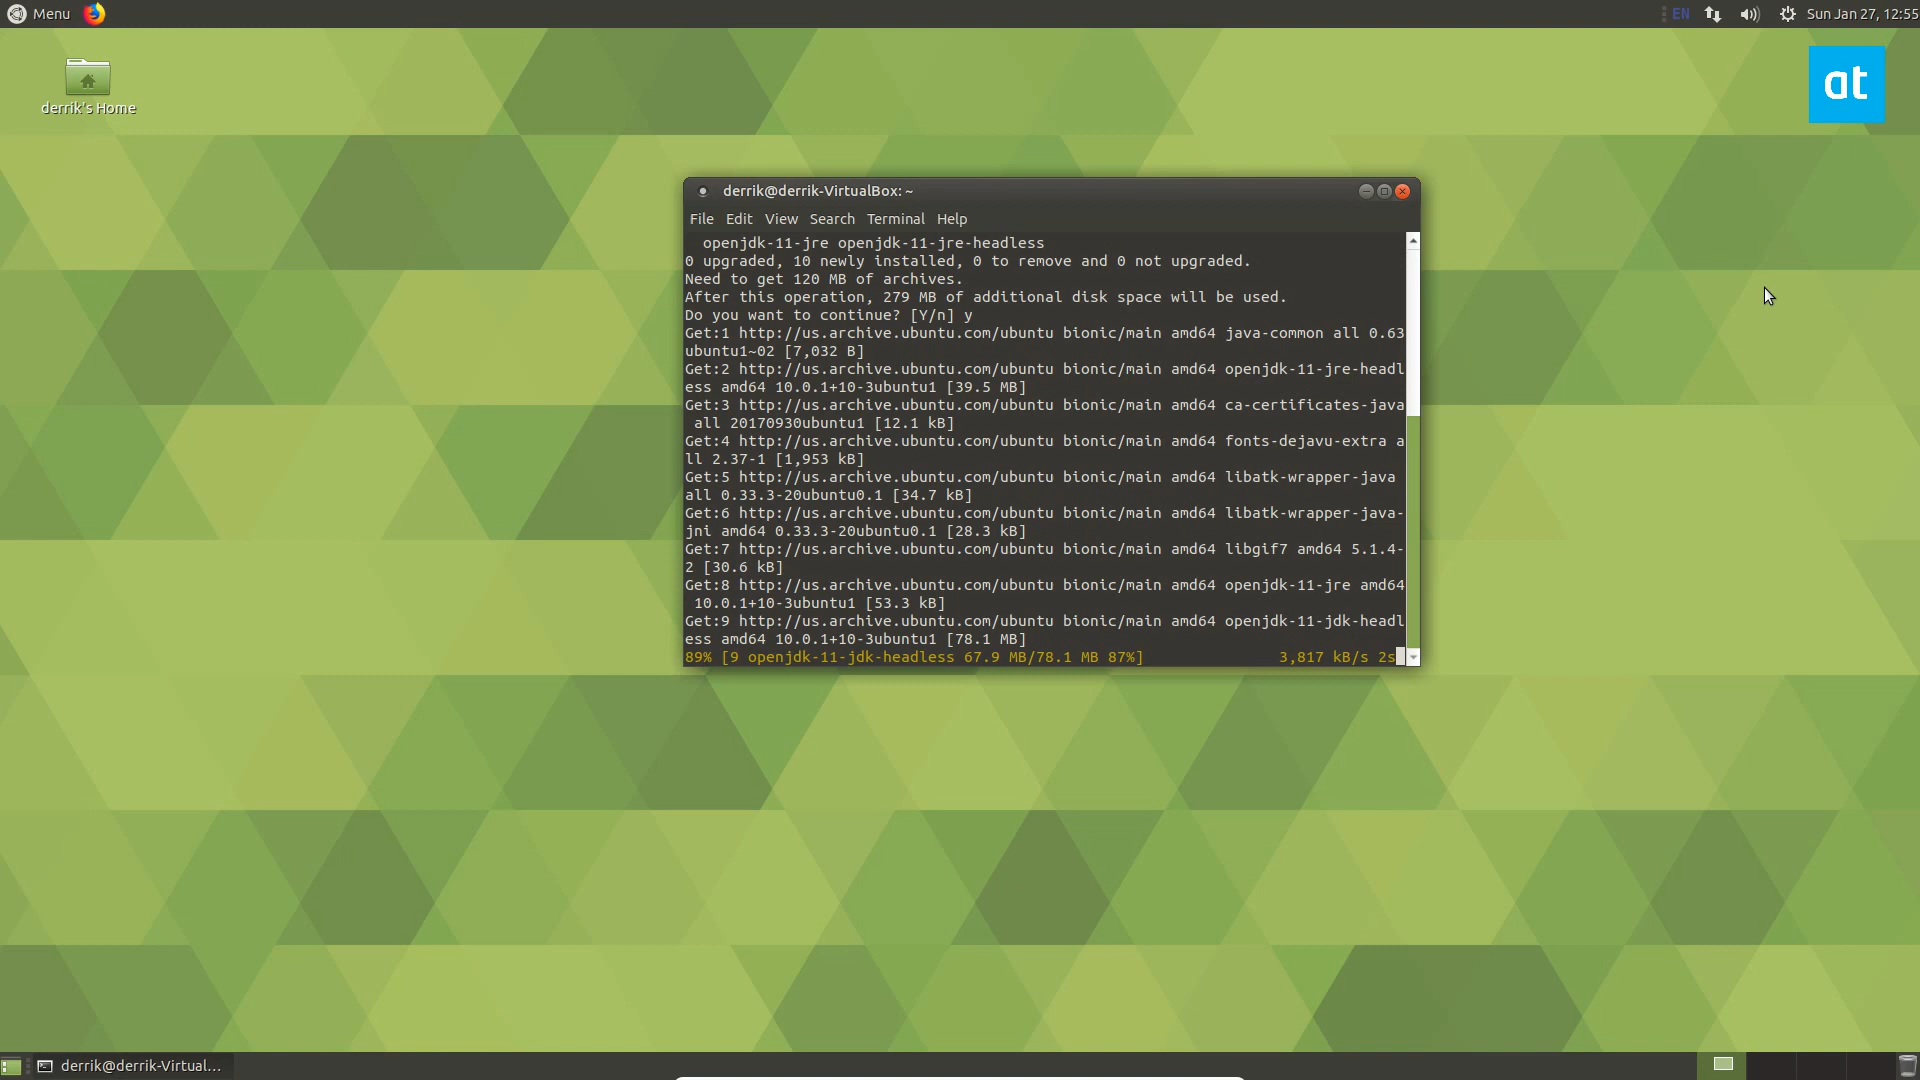 Menu
EN
Sun Jan 27, 12:55
derrik's Home
at
derrik@derrik-VirtualBox: ~
File Edit View Search Terminal Help
openjdk-11-jre openjdk-11-jre-headless
0 upgraded, 10 newly installed, 0 to remove and 0 not upgraded.
Need to get 120 MB of archives.
After this operation, 279 MB of additional disk space will be used.
Do you want to continue? [Y/n] y
Get:1 http://us.archive.ubuntu.com/ubuntu bionic/main amd64 java-common all 0.63
ubuntu1~02 [7,032 B]
Get:2 http://us.archive.ubuntu.com/ubuntu bionic/main amd64 openjdk-11-jre-headl
ess amd64 10.0.1+10-3ubuntu1 [39.5 MB]
Get:3 http://us.archive.ubuntu.com/ubuntu bionic/main amd64 ca-certificates-java
all 20170930ubuntu1 [12.1 kB]
Get:4 http://us.archive.ubuntu.com/ubuntu bionic/main amd64 fonts-dejavu-extra a
ll 2.37-1 [1,953 kB]
Get:5 http://us.archive.ubuntu.com/ubuntu bionic/main amd64 libatk-wrapper-java
all 0.33.3-20ubuntu0.1 [34.7 kB]
Get:6 http://us.archive.ubuntu.com/ubuntu bionic/main amd64 libatk-wrapper-java-
jni amd64 0.33.3-20ubuntu0.1 [28.3 kB]
Get:7 http://us.archive.ubuntu.com/ubuntu bionic/main amd64 libgif7 amd64 5.1.4-
2 [30.6 kB]
Get:8 http://us.archive.ubuntu.com/ubuntu bionic/main amd64 openjdk-11-jre amd64
10.0.1+10-3ubuntu1 [53.3 kB]
Get:9 http://us.archive.ubuntu.com/ubuntu bionic/main amd64 openjdk-11-jdk-headl
ess amd64 10.0.1+10-3ubuntu1 [78.1 MB]
89% [9 openjdk-11-jdk-headless 67.9 MB/78.1 MB 87%] 3,817 kB/s 2s
derrik@derrik-Virtual...